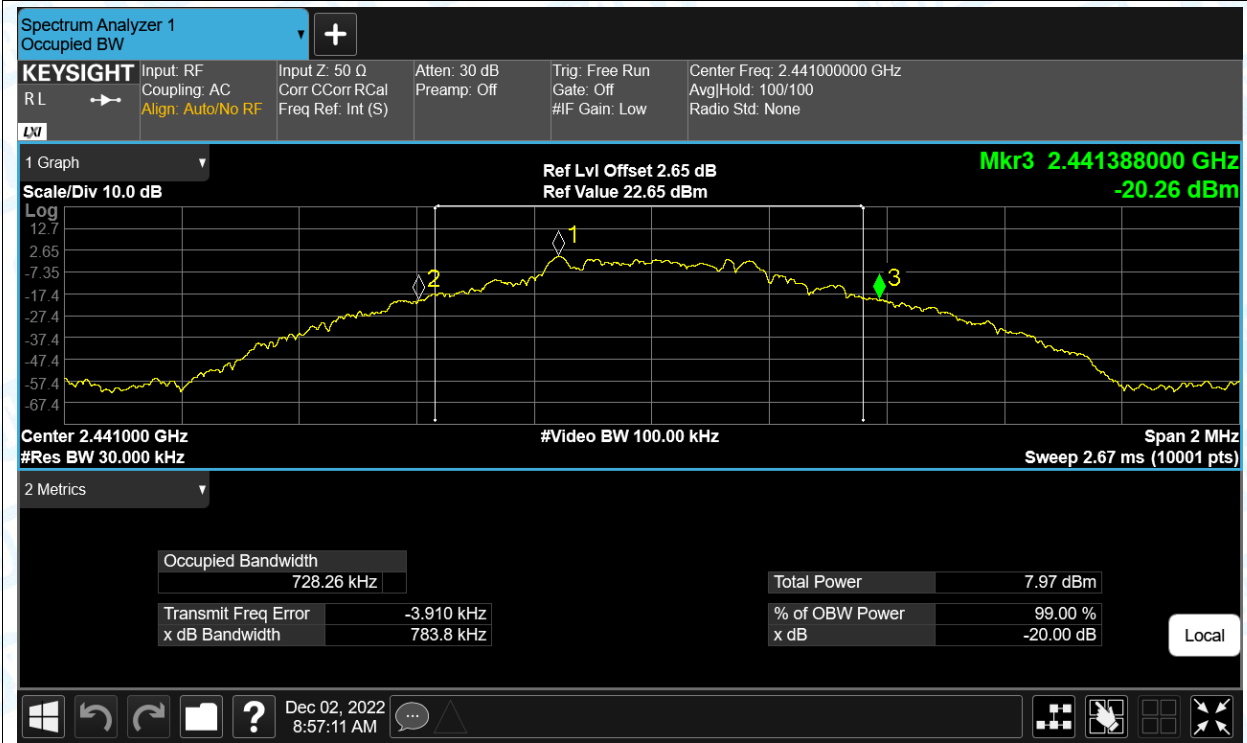 Spectrum Analyzer 1
Occupied BW
+
KEYSIGHT
R L
LXI
Input: RF
Coupling: AC
Align: Auto/No RF
Input Z: 50 Ω
Corr CCorr RCal
Freq Ref: Int (S)
Atten: 30 dB
Preamp: Off
Trig: Free Run
Gate: Off
#IF Gain: Low
Center Freq: 2.441000000 GHz
Avg|Hold: 100/100
Radio Std: None
1 Graph
Scale/Div 10.0 dB
Ref Lvl Offset 2.65 dB
Ref Value 22.65 dBm
Mkr3 2.441388000 GHz
-20.26 dBm
Log
12.7
2.65
-7.35
-17.4
-27.4
-37.4
-47.4
-57.4
-67.4
1
2
3
Center 2.441000 GHz
#Res BW 30.000 kHz
#Video BW 100.00 kHz
Span 2 MHz
Sweep 2.67 ms (10001 pts)
2 Metrics
Occupied Bandwidth
728.26 kHz
Transmit Freq Error -3.910 kHz
x dB Bandwidth 783.8 kHz
Total Power 7.97 dBm
% of OBW Power 99.00 %
x dB -20.00 dB
Local
?
Dec 02, 2022
8:57:11 AM